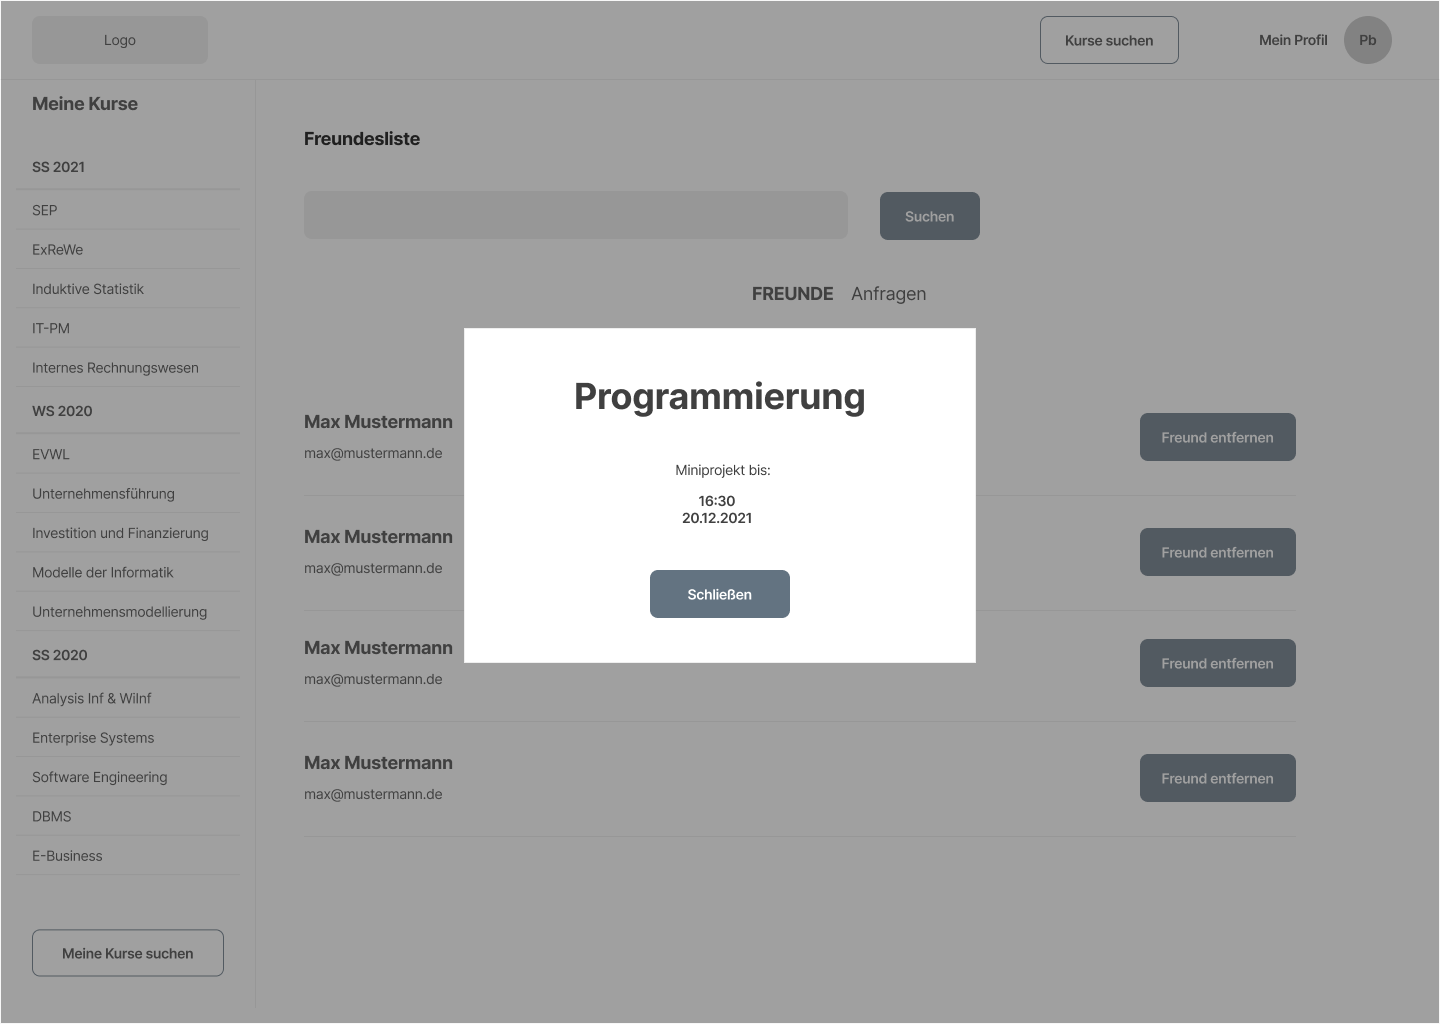 Logo
Kurse suchen
Mein Profil
Pb
Meine Kurse
SS 2021
SEP
ExReWe
Induktive Statistik
IT-PM
Internes Rechnungswesen
WS 2020
EVWL
Unternehmensführung
Investition und Finanzierung
Modelle der Informatik
Unternehmensmodellierung
SS 2020
Analysis Inf & WiInf
Enterprise Systems
Software Engineering
DBMS
E-Business
Meine Kurse suchen
Freundesliste
Suchen
FREUNDE Anfragen
Max Mustermann
max@mustermann.de
Freund entfernen
Max Mustermann
max@mustermann.de
Freund entfernen
Max Mustermann
max@mustermann.de
Freund entfernen
Max Mustermann
max@mustermann.de
Freund entfernen
Programmierung
Miniprojekt bis:
16:30
20.12.2021
Schließen